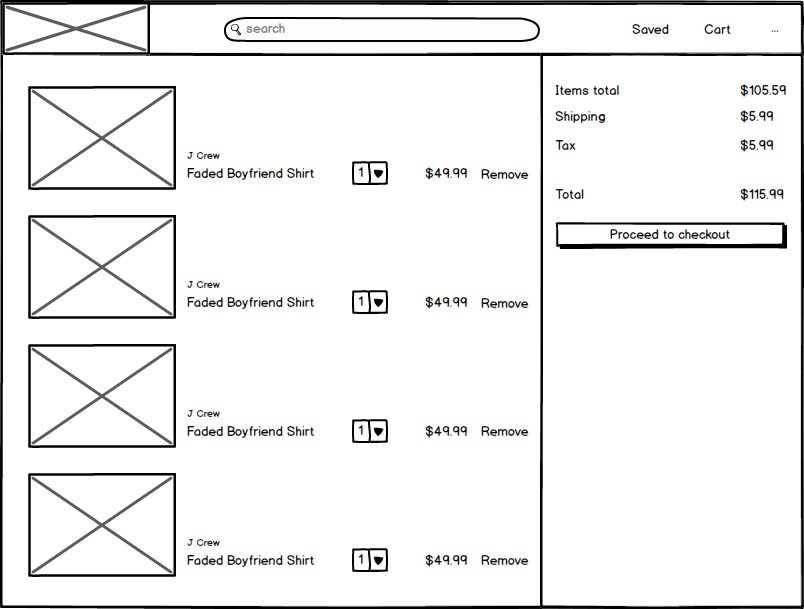 search
Saved Cart ...
J Crew
Faded Boyfriend Shirt 1 $49.99 Remove
J Crew
Faded Boyfriend Shirt 1 $49.99 Remove
J Crew
Faded Boyfriend Shirt 1 $49.99 Remove
J Crew
Faded Boyfriend Shirt 1 $49.99 Remove
Items total $105.59
Shipping $5.99
Tax $5.99
Total $115.99
Proceed to checkout